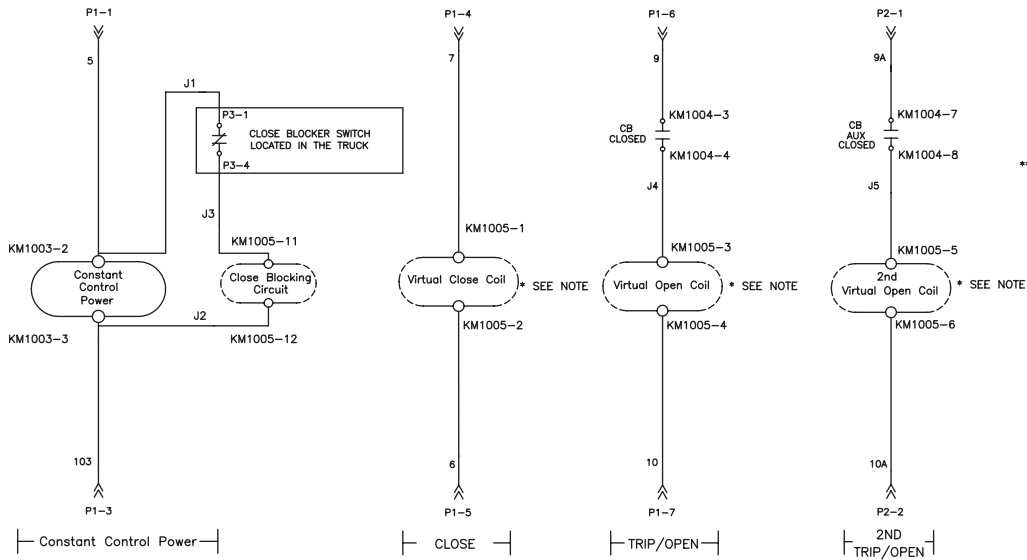 P1-1
P1-4
P1-6
P2-1
5
7
9
9A
J1
P3-1
CLOSE BLOCKER SWITCH
LOCATED IN THE TRUCK
P3-4
KM1004-3
CB
CLOSED
KM1004-4
KM1004-7
CB
AUX
CLOSED
KM1004-8
**
J3
J4
J5
KM1003-2
KM1005-11
KM1005-1
KM1005-3
KM1005-5
Constant
Control
Power
Close Blocking
Circuit
Virtual Close Coil
* SEE NOTE
Virtual Open Coil
* SEE NOTE
2nd
Virtual Open Coil
* SEE NOTE
J2
KM1003-3
KM1005-12
KM1005-2
KM1005-4
KM1005-6
103
6
10
10A
P1-3
P1-5
P1-7
P2-2
Constant Control Power
CLOSE
TRIP/OPEN
2ND
TRIP/OPEN